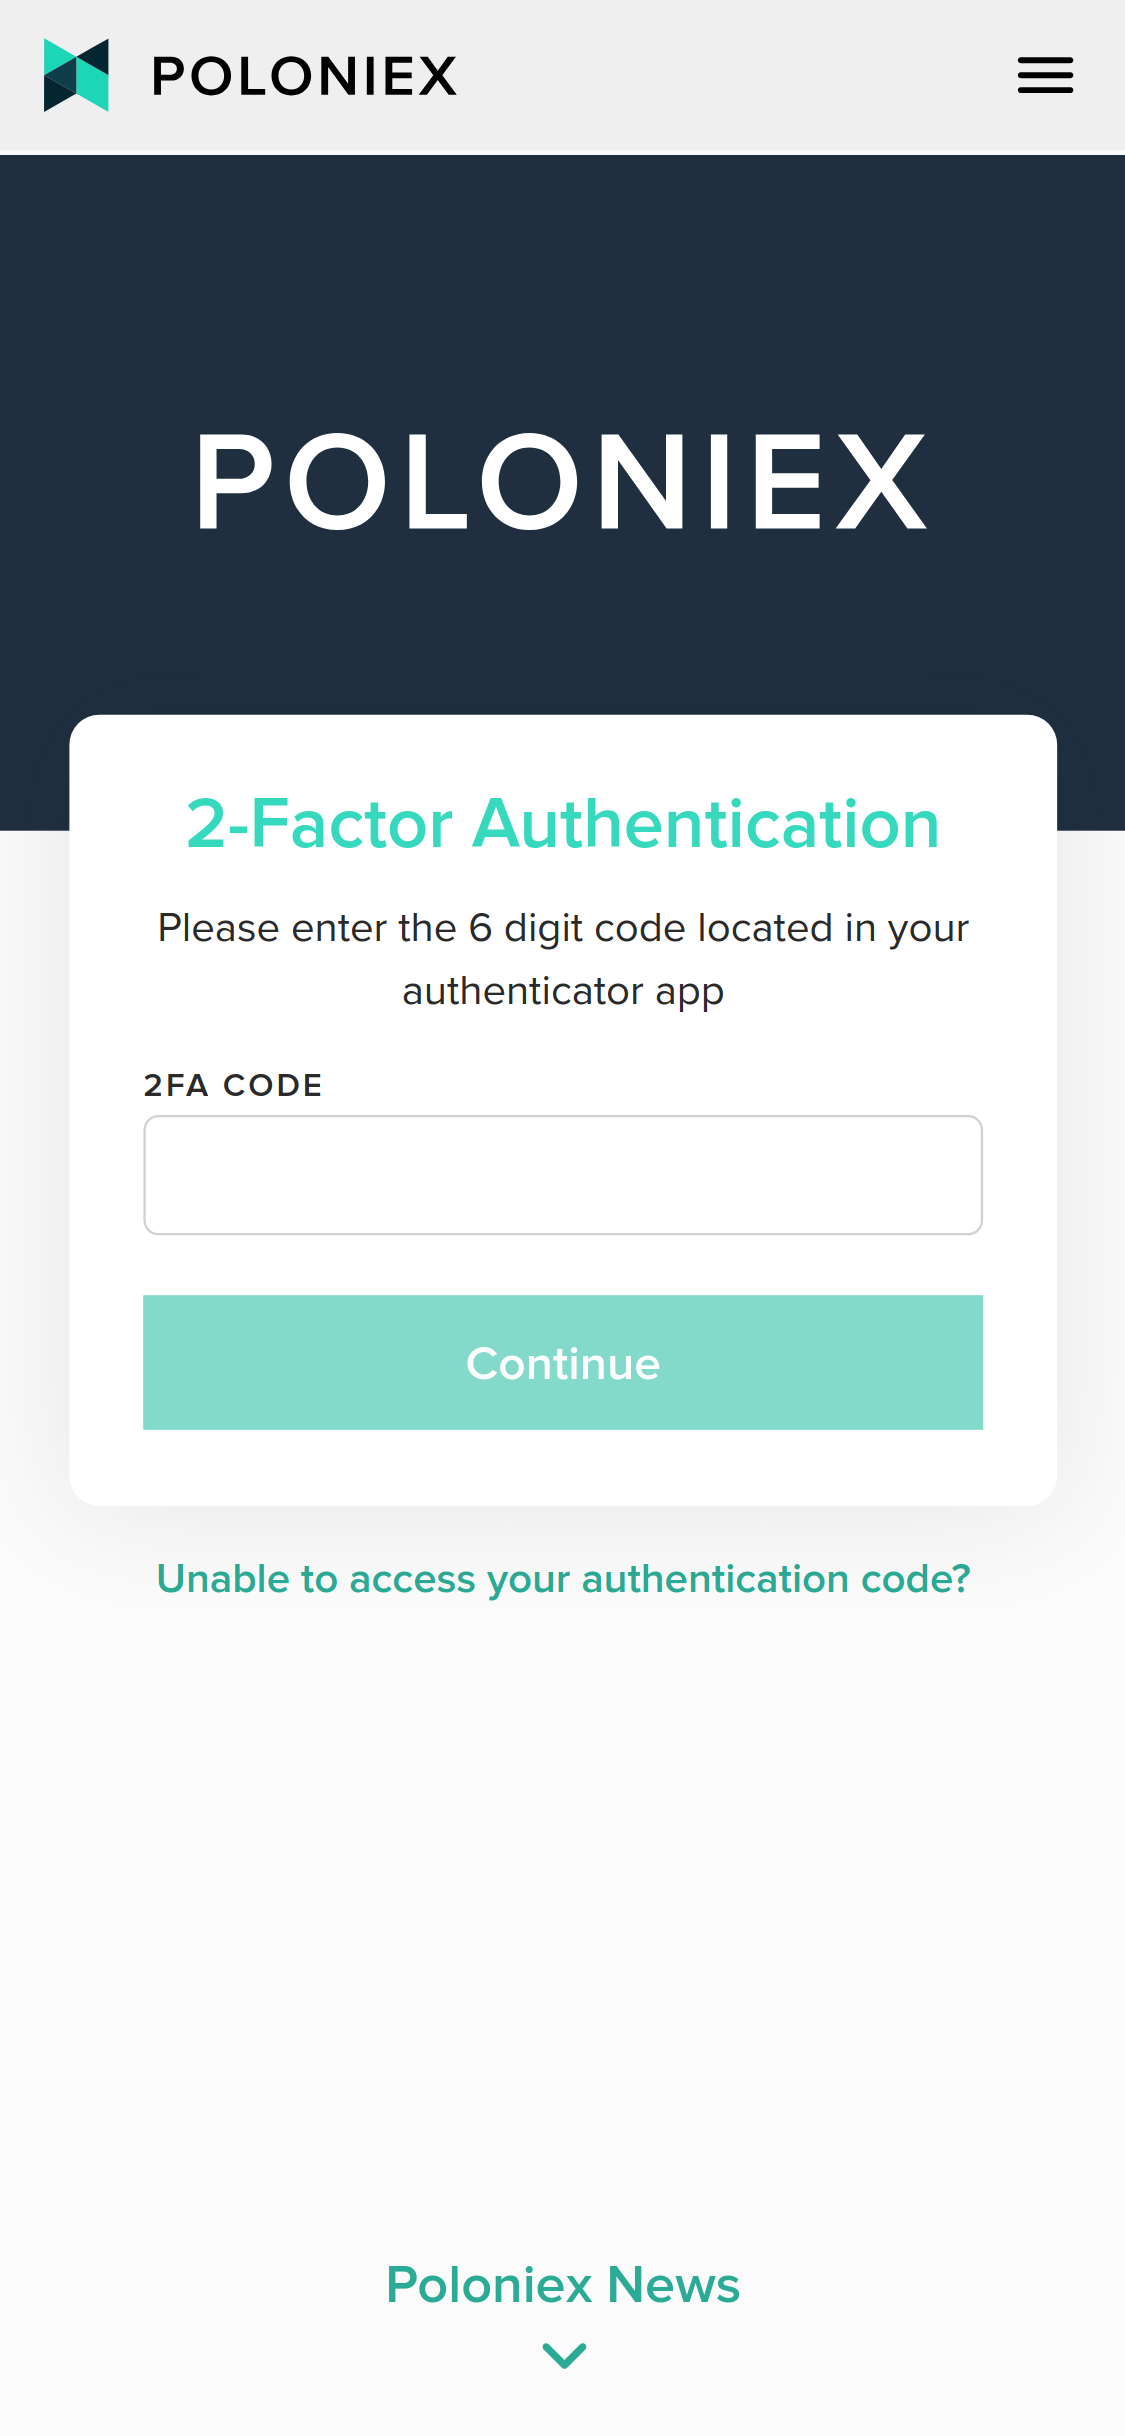 POLONIEX
POLONIEX
2-Factor Authentication
Please enter the 6 digit code located in your
authenticator app
2FA CODE
Continue
Unable to access your authentication code?
Poloniex News